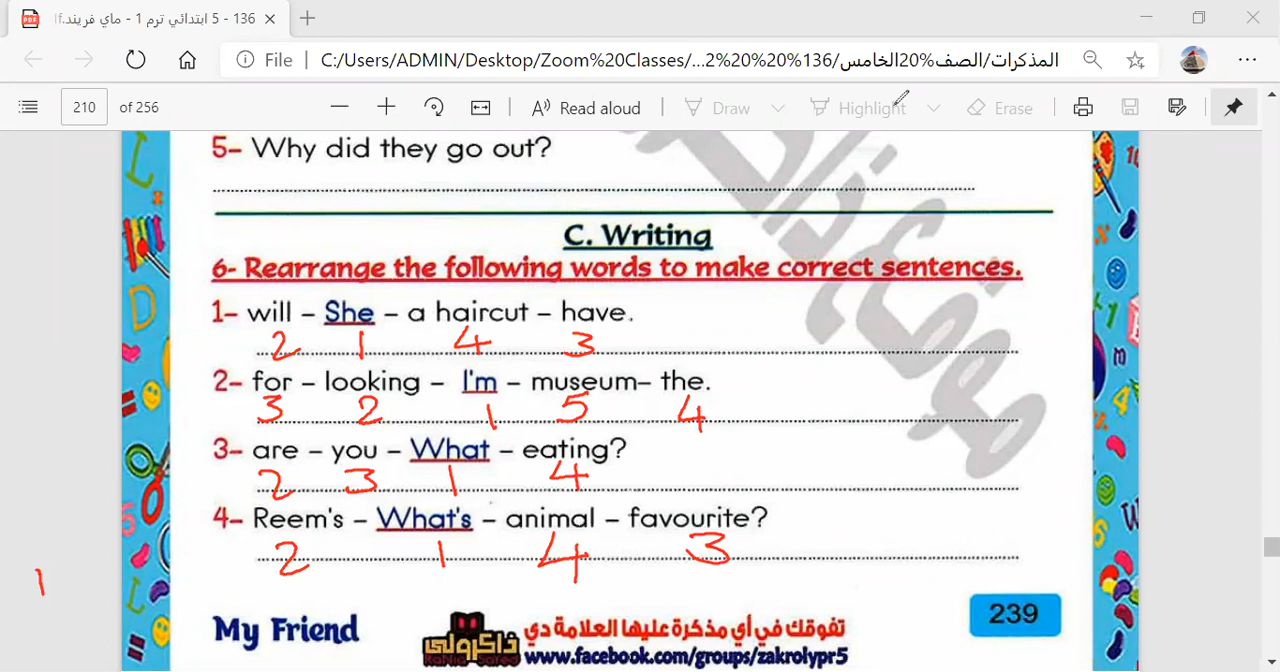 136 - 5 ابتدائي ترم 1 - ماي فريند.f
File C:/Users/ADMIN/Desktop/Zoom%20Classes/...2%20%20%136/المذكرات/الصف%20الخامس
210 of 256 Read aloud Draw Highlight Erase
5- Why did they go out?
C. Writing
6- Rearrange the following words to make correct sentences.
1- will - She - a haircut - have.
2 1 4 3
2- for - looking - I'm - museum- the.
3 2 1 5 4
3- are - you - What - eating?
2 3 1 4
4- Reem's - What's - animal - favourite?
2 1 4 3
1
My Friend ذاكرولى تفوقك في أي مذكرة عليها العلامة دي 239
www.facebook.com/groups/zakrolypr5